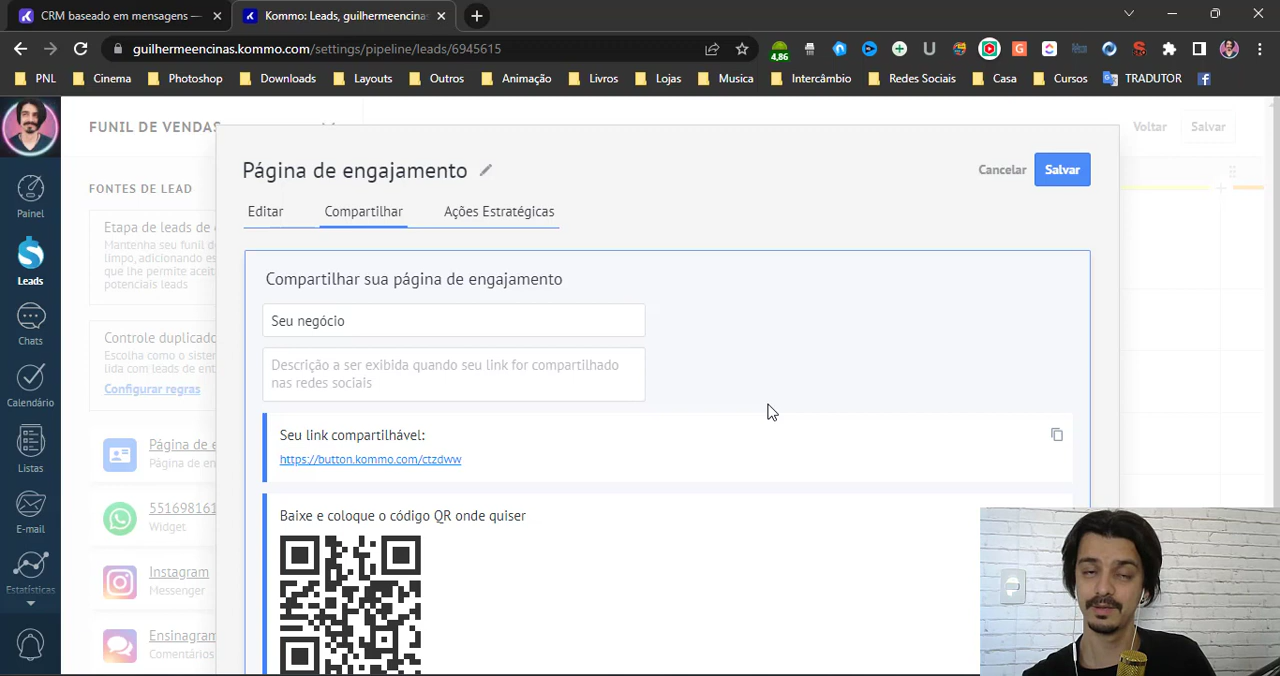 CRM baseado em mensagens —
Kommo: Leads, guilhermeencinas
guilhermeencinas.kommo.com/settings/pipeline/leads/6945615
4,86
PNL
Cinema
Photoshop
Downloads
Layouts
Outros
Animação
Livros
Lojas
Musica
Intercâmbio
Redes Sociais
Casa
Cursos
TRADUTOR
FUNIL DE VENDAS
Voltar
Salvar
Página de engajamento
Cancelar
Salvar
Editar
Compartilhar
Ações Estratégicas
Painel
Leads
Chats
Calendário
Listas
E-mail
Estatísticas
FONTES DE LEAD
Etapa de leads de
Mantenha seu funil
limpo, adicionando
que lhe permite
potenciais leads
Controle duplicado
Escolha como o
lida com leads de
Configurar regras
Página de
Página de
551698161
Widget
Instagram
Messenger
Ensinagram
Comentários
Compartilhar sua página de engajamento
Seu negócio
Descrição a ser exibida quando seu link for compartilhado
nas redes sociais
Seu link compartilhável:
https://button.kommo.com/ctzdww
Baixe e coloque o código QR onde quiser